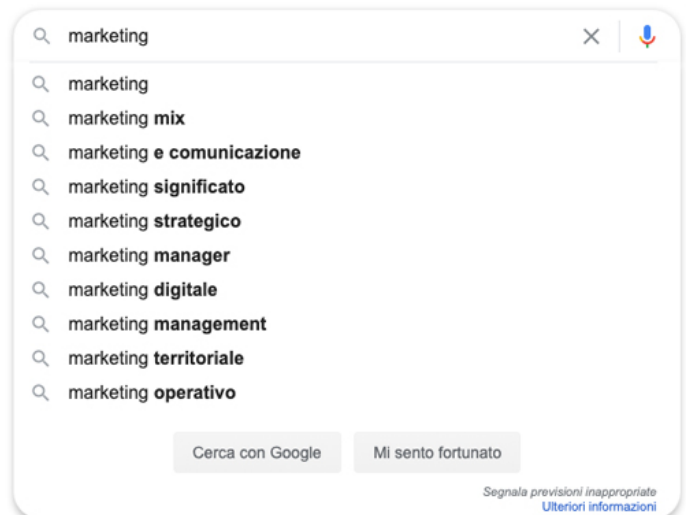 marketing
marketing
marketing mix
marketing e comunicazione
marketing significato
marketing strategico
marketing manager
marketing digitale
marketing management
marketing territoriale
marketing operativo
Cerca con Google Mi sento fortunato
Segnala previsioni inappropriate
Ulteriori informazioni